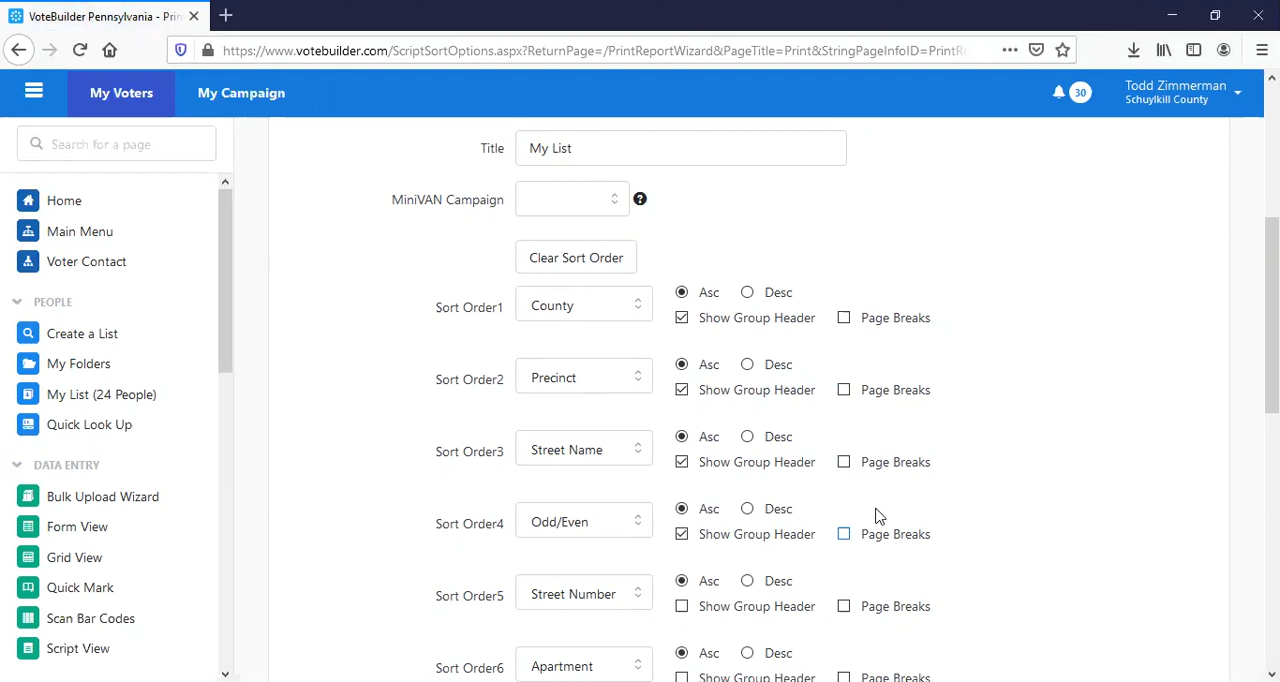 VoteBuilder Pennsylvania - Prin
https://www.votebuilder.com/ScriptSortOptions.aspx?ReturnPage=/PrintReportWizard&PageTitle=Print&StringPageInfoID=PrintRe
My Voters
My Campaign
30
Todd Zimmerman
Schuylkill County
Search for a page
Home
Main Menu
Voter Contact
PEOPLE
Create a List
My Folders
My List (24 People)
Quick Look Up
DATA ENTRY
Bulk Upload Wizard
Form View
Grid View
Quick Mark
Scan Bar Codes
Script View
Title My List
MiniVAN Campaign ?
Clear Sort Order
Sort Order1 County Asc Desc
Show Group Header Page Breaks
Sort Order2 Precinct Asc Desc
Show Group Header Page Breaks
Sort Order3 Street Name Asc Desc
Show Group Header Page Breaks
Sort Order4 Odd/Even Asc Desc
Show Group Header Page Breaks
Sort Order5 Street Number Asc Desc
Show Group Header Page Breaks
Sort Order6 Apartment Asc Desc
Show Group Header Page Breaks